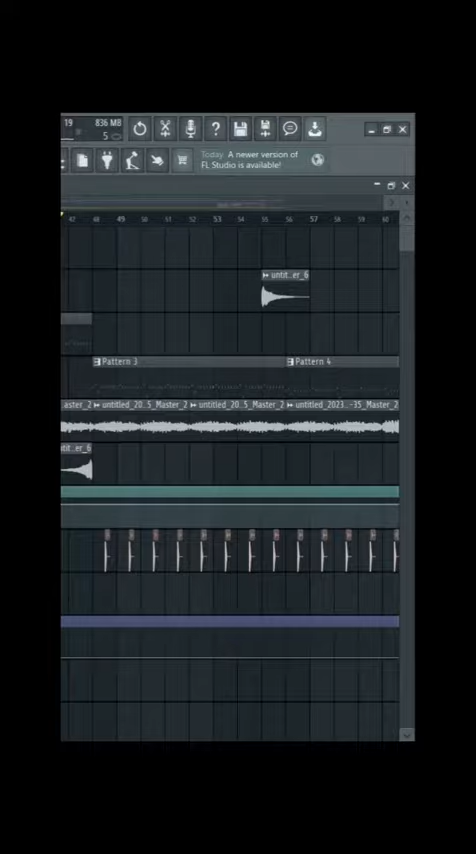 19
836 MB
5
?
Today A newer version of
FL Studio is available!
47 48 49 50 51 52 53 54 55 56 57 58 59 60
untit..er_6
Pattern 3
Pattern 4
..aster_2
untitled_20..5_Master_2
untitled_20..5_Master_2
untitled_2023...-35_Master_2
tit..er_6